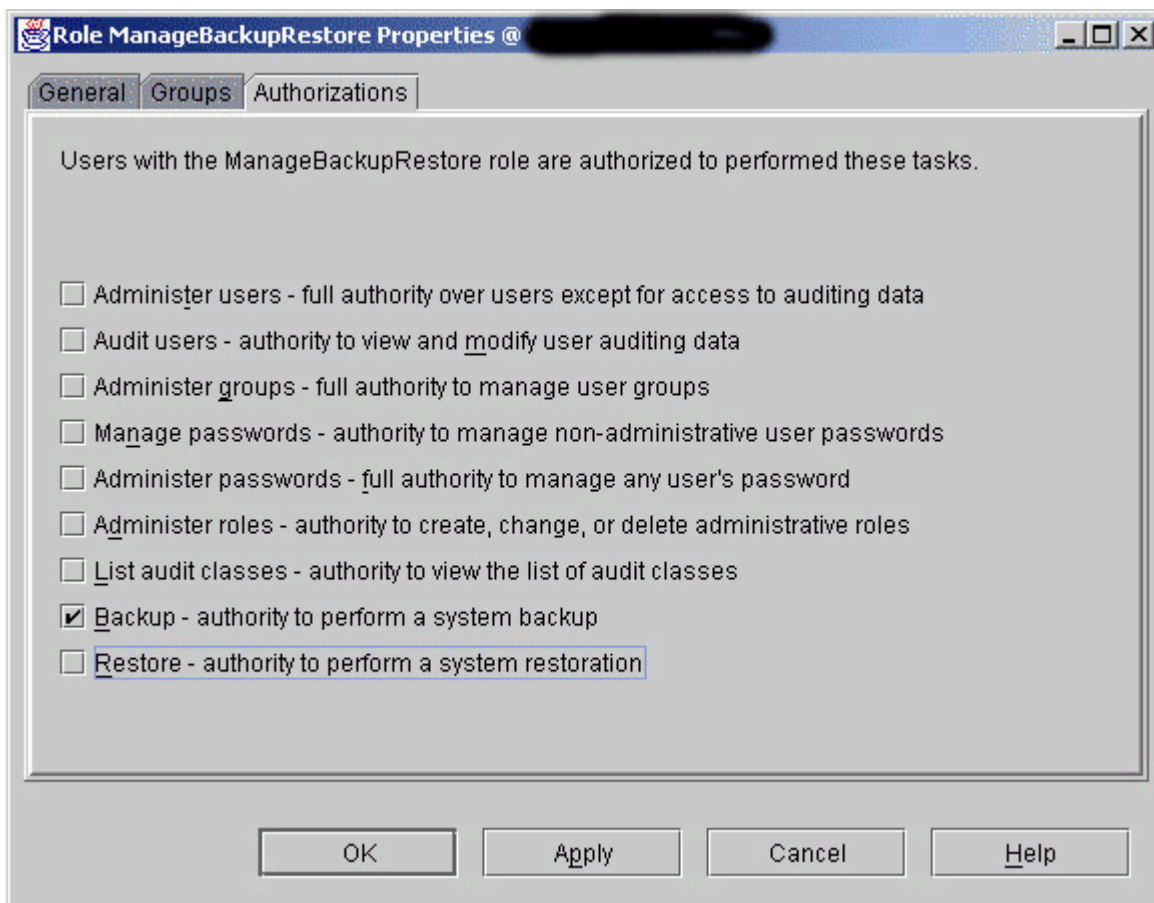 Role ManageBackupRestore Properties @
General Groups Authorizations
Users with the ManageBackupRestore role are authorized to performed these tasks.
Administer users - full authority over users except for access to auditing data
Audit users - authority to view and modify user auditing data
Administer groups - full authority to manage user groups
Manage passwords - authority to manage non-administrative user passwords
Administer passwords - full authority to manage any user's password
Administer roles - authority to create, change, or delete administrative roles
List audit classes - authority to view the list of audit classes
Backup - authority to perform a system backup
Restore - authority to perform a system restoration
OK Apply Cancel Help